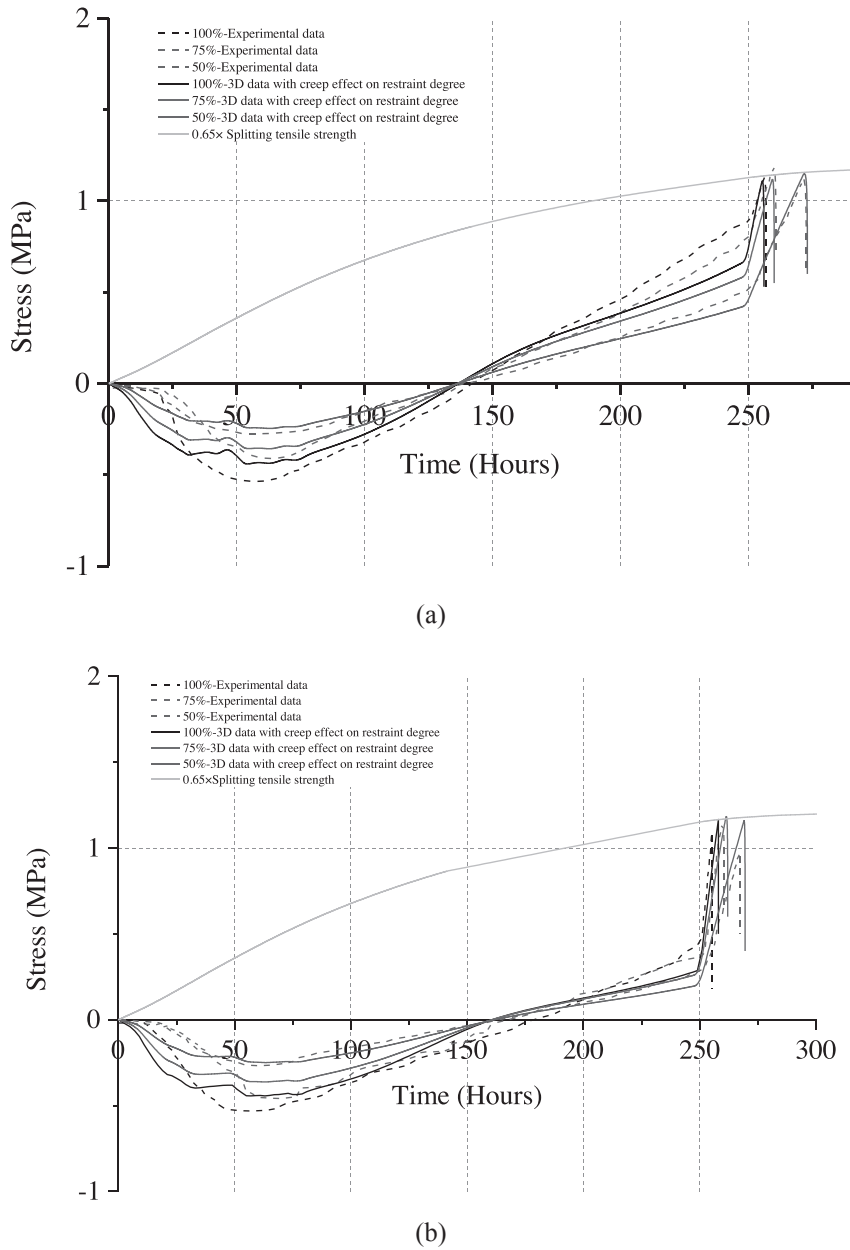 2
100%-Experimental data
75%-Experimental data
50%-Experimental data
100%-3D data with creep effect on restraint degree
75%-3D data with creep effect on restraint degree
50%-3D data with creep effect on restraint degree
0.65× Splitting tensile strength
1
Stress (MPa)
0
0 50 100 150 200 250
Time (Hours)
-1
(a)
2
100%-Experimental data
75%-Experimental data
50%-Experimental data
100%-3D data with creep effect on restraint degree
75%-3D data with creep effect on restraint degree
50%-3D data with creep effect on restraint degree
0.65×Splitting tensile strength
1
Stress (MPa)
0
0 50 100 150 200 250 300
Time (Hours)
-1
(b)